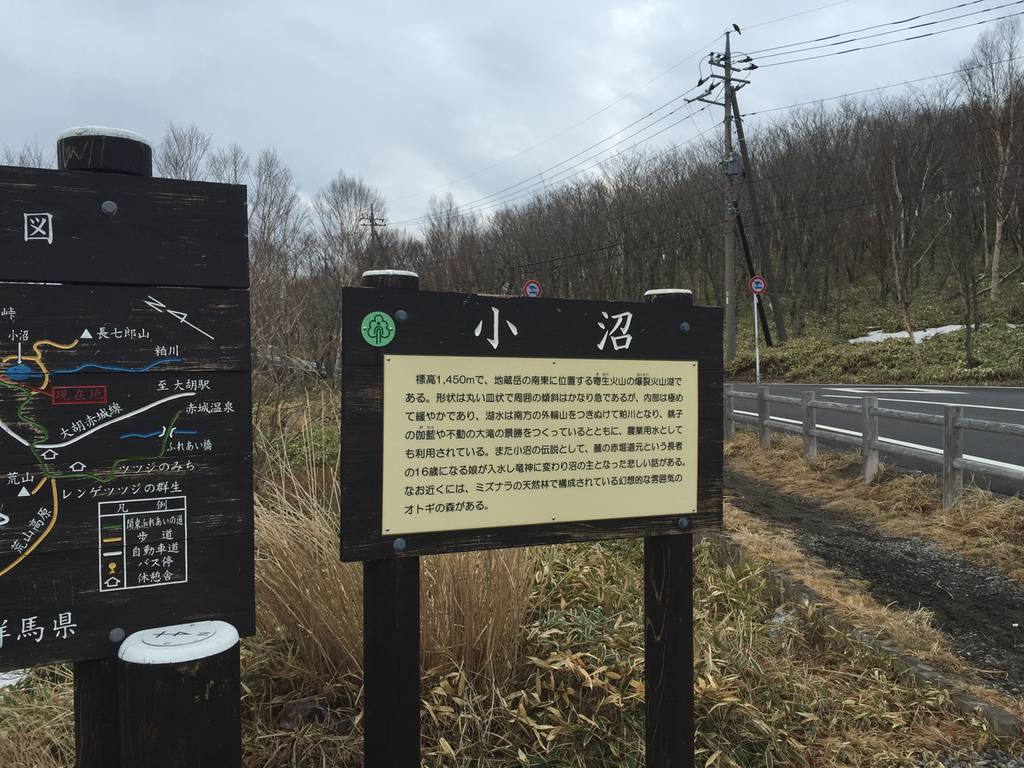 図
峠
小沼
長七郎山
粕川
現在地
至 大胡駅
大胡赤城線
赤城温泉
ふれあい橋
荒山
ツツジのみち
レンゲツツジの群生
荒山高原
凡 例
関東ふれあいの道
歩道
自動車道
バス停
休憩舎
群馬県
小沼
標高1,450mで、地蔵岳の南東に位置する寄生火山の爆裂火山湖で
ある。形状は丸い皿状で周囲の傾斜はかなり急であるが、内部は極め
て緩やかであり、湖水は南方の外輪山をつきぬけて粕川となり、銚子
の伽藍や不動の大滝の景勝をつくっているとともに、農業用水として
も利用されている。また小沼の伝説として、麓の赤堀道元という長者
の16歳になる娘が入水し竜神に変わり沼の主となった悲しい話がある。
なお近くには、ミズナラの天然林で構成されている幻想的な雰囲気の
オトギの森がある。